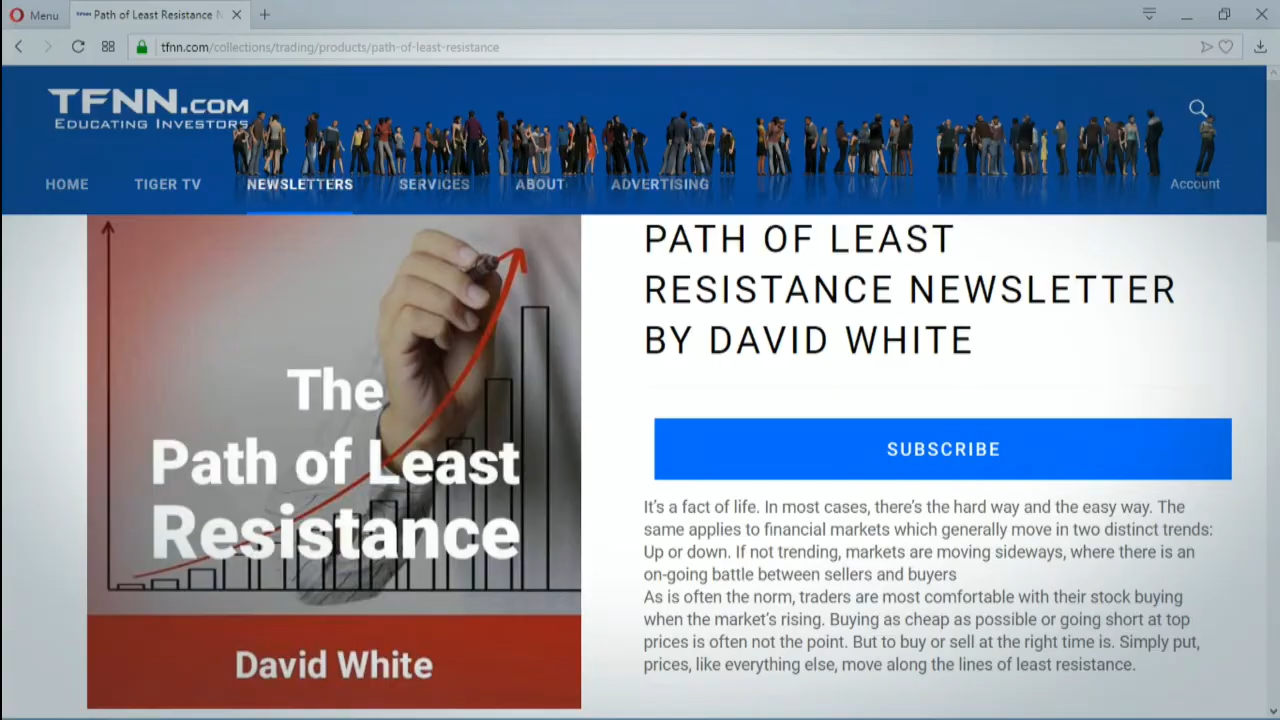 Menu
Path of Least Resistance N
tfnn.com/collections/trading/products/path-of-least-resistance
TFNN.COM
EDUCATING INVESTORS
HOME
TIGER TV
NEWSLETTERS
SERVICES
ABOUT
ADVERTISING
Account
The
Path of Least
Resistance
David White
PATH OF LEAST
RESISTANCE NEWSLETTER
BY DAVID WHITE
SUBSCRIBE
It's a fact of life. In most cases, there's the hard way and the easy way. The
same applies to financial markets which generally move in two distinct trends:
Up or down. If not trending, markets are moving sideways, where there is an
on-going battle between sellers and buyers
As is often the norm, traders are most comfortable with their stock buying
when the market's rising. Buying as cheap as possible or going short at top
prices is often not the point. But to buy or sell at the right time is. Simply put,
prices, like everything else, move along the lines of least resistance.